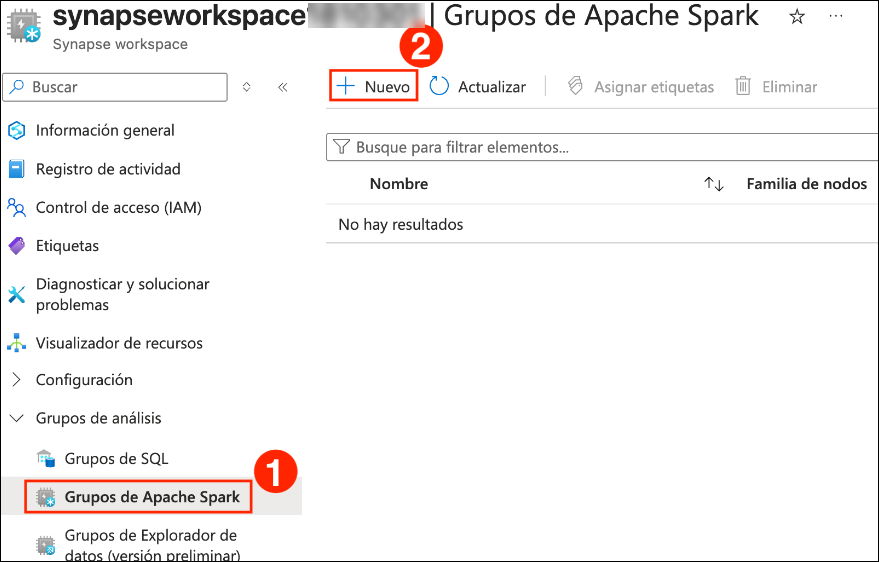 synapseworkspace | Grupos de Apache Spark
Synapse workspace
2
Buscar
Nuevo
Actualizar
Asignar etiquetas
Eliminar
Información general
Registro de actividad
Control de acceso (IAM)
Etiquetas
Diagnosticar y solucionar
problemas
Visualizador de recursos
Configuración
Grupos de análisis
Grupos de SQL
1
Grupos de Apache Spark
Grupos de Explorador de
datos (versión preliminar)
Busque para filtrar elementos...
Nombre
Familia de nodos
No hay resultados